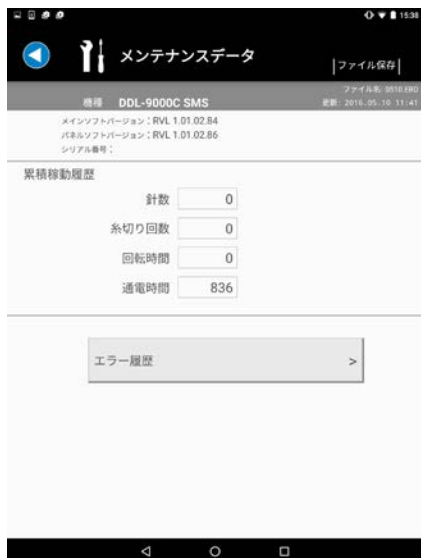 15:38
メンテナンスデータ
ファイル保存
ファイル名: 0510.ERO
機種 DDL-9000C SMS
更新: 2016.05.10 11:41
メインソフトバージョン : RVL 1.01.02.84
パネルソフトバージョン : RVL 1.01.02.86
シリアル番号 :
累積稼動履歴
針数 0
糸切り回数 0
回転時間 0
通電時間 836
エラー履歴 >